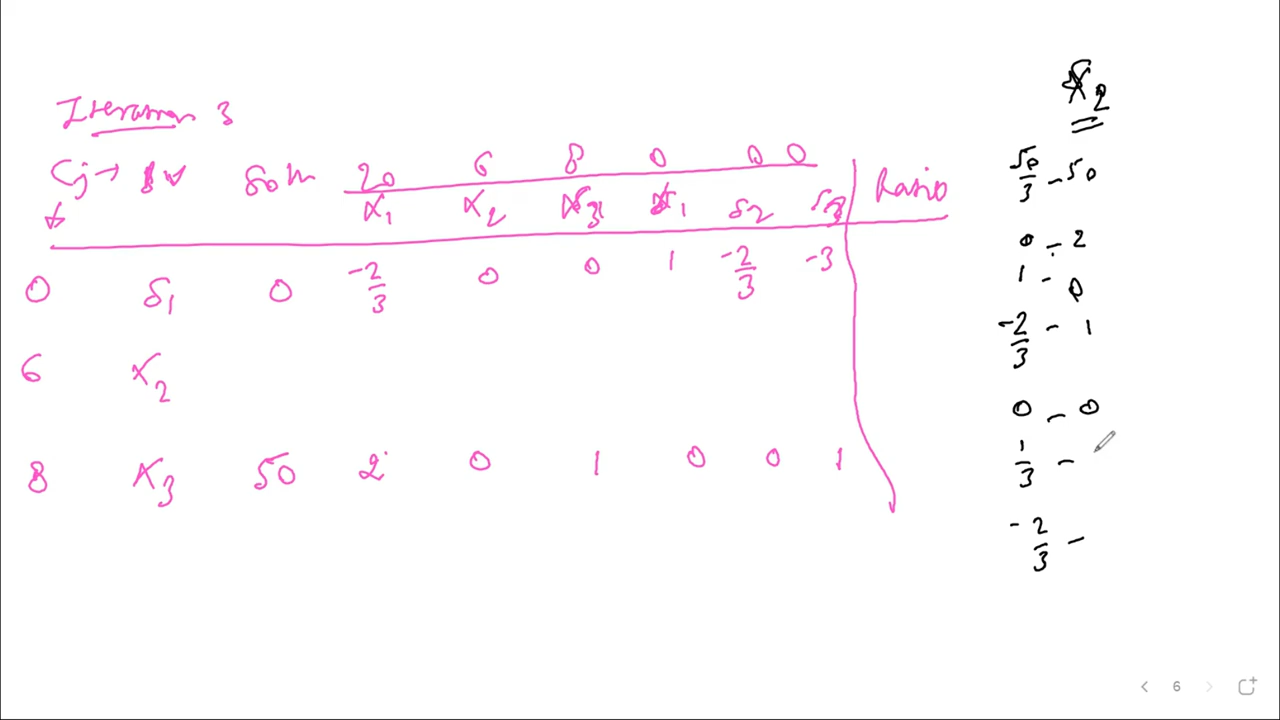 Iteration 3
Cj→ BV Soln 20 6 8 0 0 0 Ratio
↓ x1 x2 x3 s1 s2 s3
0 s1 0 -2/3 0 0 1 -2/3 -3
6 x2
8 x3 50 2 0 1 0 0 1
x2
50/3 - 50
0 - 2
1 - 0
-2/3 - 1
0 - 0
1/3 -
-2/3 -
6